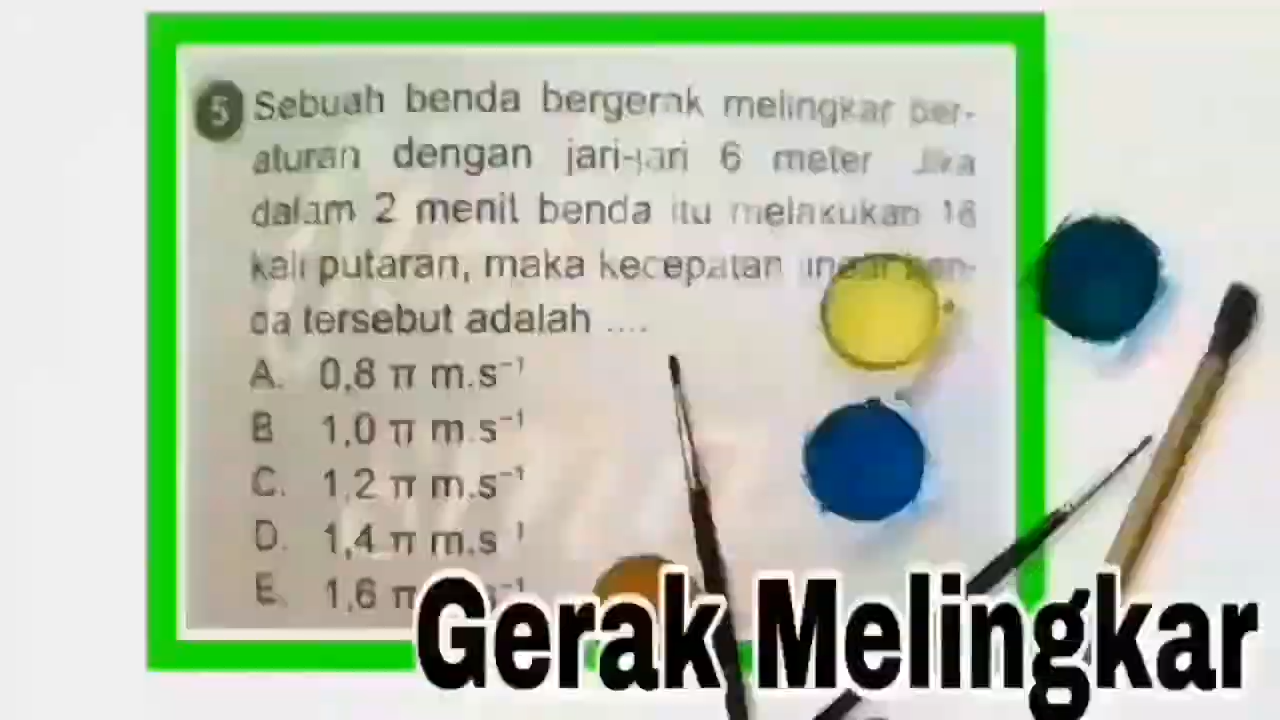 5 Sebuah benda bergerak melingkar ber-
aturan dengan jari-jari 6 meter Jika
dalam 2 menit benda itu melakukan 16
kali putaran, maka kecepatan
da tersebut adalah ....
A. 0,8 π m.s⁻¹
B 1,0 π m.s⁻¹
C. 1,2 π m.s⁻¹
D. 1,4 π m.s⁻¹
E. 1,6 π s⁻¹
Gerak Melingkar